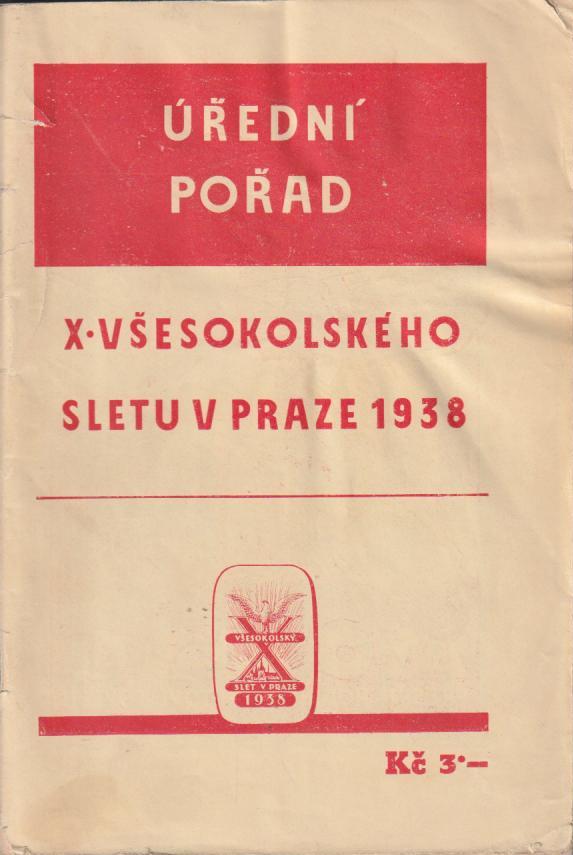 ÚŘEDNÍ
POŘAD
X•VŠESOKOLSKÉHO
SLETU V PRAZE 1938
X
VŠESOKOLSKÝ
SLET V PRAZE
1938
Kč 3•—